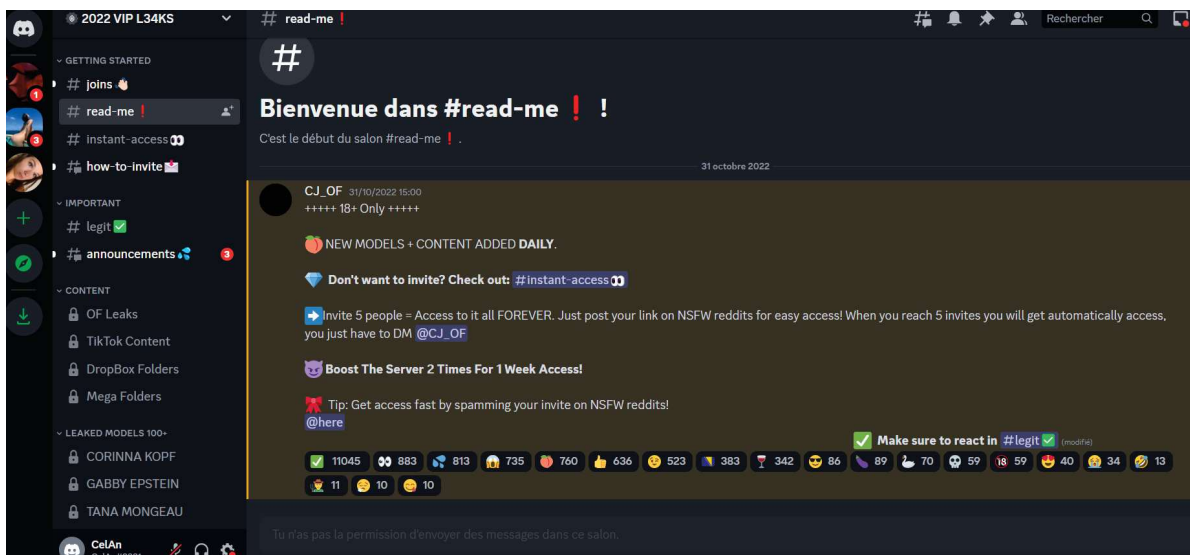 2022 VIP L34KS
# read-me❗
Rechercher
GETTING STARTED
# joins 👋🏻
# read-me❗
# instant-access👀
# how-to-invite📩
IMPORTANT
# legit✅
# announcements💦 3
CONTENT
OF Leaks
TikTok Content
DropBox Folders
Mega Folders
LEAKED MODELS 100+
CORINNA KOPF
GABBY EPSTEIN
TANA MONGEAU
CelAn
1
3
#
Bienvenue dans #read-me❗ !
C'est le début du salon #read-me❗ .
31 octobre 2022
CJ_OF 31/10/2022 15:00
+++++ 18+ Only +++++
🍑 NEW MODELS + CONTENT ADDED DAILY.
💎 Don't want to invite? Check out: #instant-access👀
➡️Invite 5 people = Access to it all FOREVER. Just post your link on NSFW reddits for easy access! When you reach 5 invites you will get automatically access,
you just have to DM @CJ_OF
😈Boost The Server 2 Times For 1 Week Access!
🎀 Tip: Get access fast by spamming your invite on NSFW reddits!
@here
✅ Make sure to react in #legit✅ (modifié)
11045 883 813 735 760 636 523 383 342 86 89 70 59 🔞 59 40 34 13
11 10 10
Tu n'as pas la permission d'envoyer des messages dans ce salon.